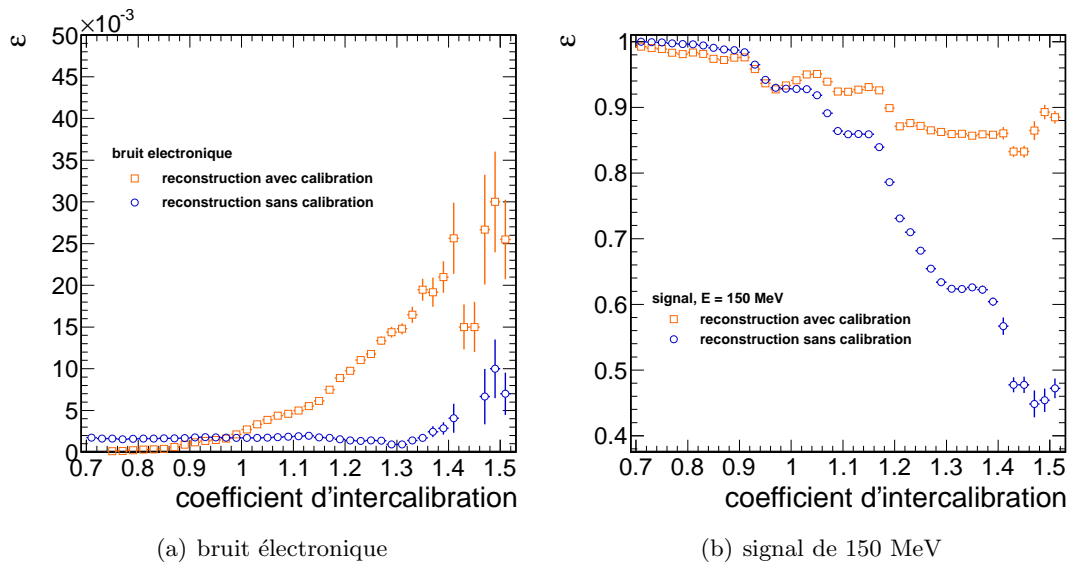 ×10⁻³
ε
50
45
40
35
30
25
20
15
10
5
0
bruit electronique
reconstruction avec calibration
reconstruction sans calibration
0.7 0.8 0.9 1 1.1 1.2 1.3 1.4 1.5
coefficient d'intercalibration
(a) bruit électronique
ε
1
0.9
0.8
0.7
0.6
0.5
0.4
signal, E = 150 MeV
reconstruction avec calibration
reconstruction sans calibration
0.7 0.8 0.9 1 1.1 1.2 1.3 1.4 1.5
coefficient d'intercalibration
(b) signal de 150 MeV